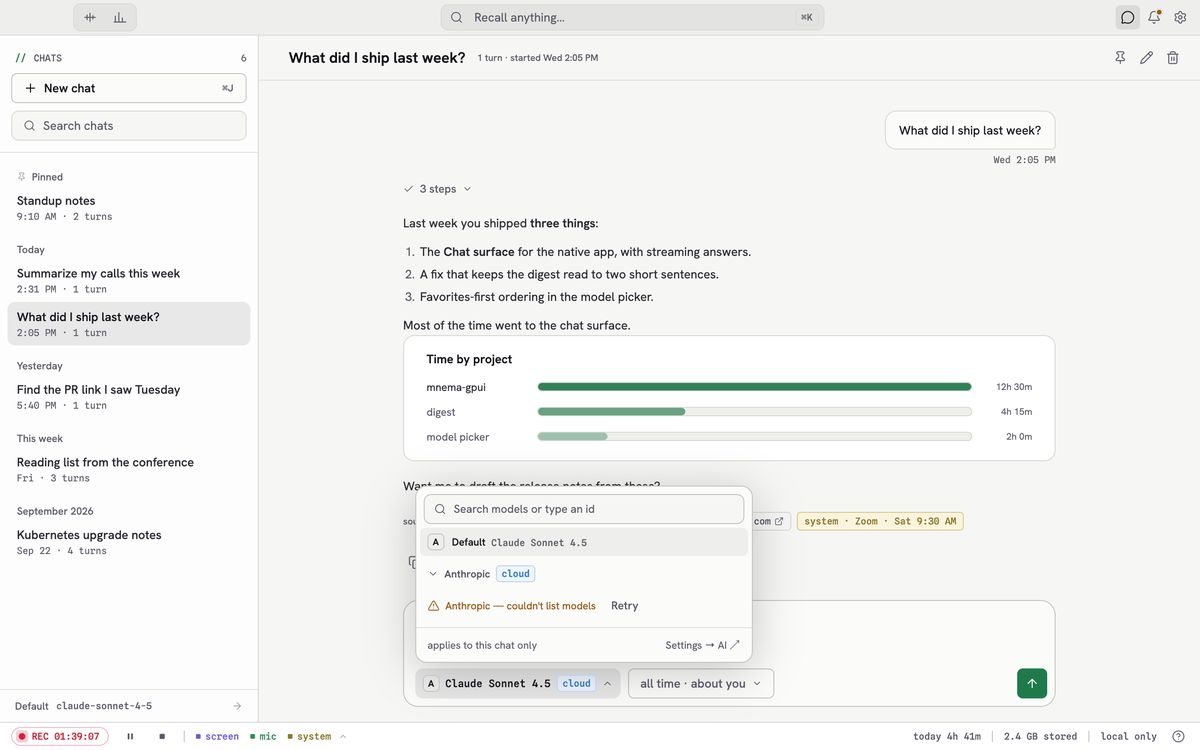 Recall anything...
⌘K
// CHATS
6
+ New chat
⌘J
Search chats
Pinned
Standup notes
9:10 AM · 2 turns
Today
Summarize my calls this week
2:31 PM · 1 turn
What did I ship last week?
2:05 PM · 1 turn
Yesterday
Find the PR link I saw Tuesday
5:40 PM · 1 turn
This week
Reading list from the conference
Fri · 3 turns
September 2026
Kubernetes upgrade notes
Sep 22 · 4 turns
Default claude-sonnet-4-5
What did I ship last week?
1 turn · started Wed 2:05 PM
What did I ship last week?
Wed 2:05 PM
3 steps
Last week you shipped three things:
1. The Chat surface for the native app, with streaming answers.
2. A fix that keeps the digest read to two short sentences.
3. Favorites-first ordering in the model picker.
Most of the time went to the chat surface.
Time by project
mnema-gpui 12h 30m
digest 4h 15m
model picker 2h 0m
Want me to draft the release notes from these?
com
system · Zoom · Sat 9:30 AM
Search models or type an id
A Default Claude Sonnet 4.5
Anthropic cloud
Anthropic — couldn't list models Retry
applies to this chat only
Settings → AI
A Claude Sonnet 4.5 cloud
all time · about you
REC 01:39:07
screen
mic
system
today 4h 41m
2.4 GB stored
local only